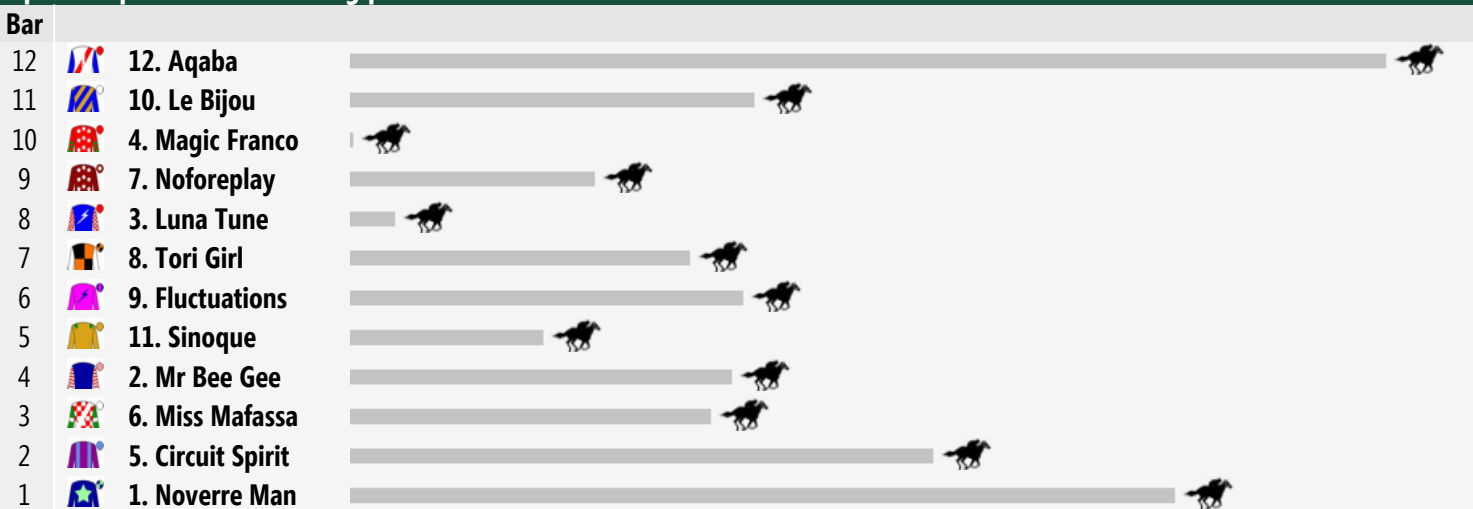 Bar
12 12. Aqaba
11 10. Le Bijou
10 4. Magic Franco
9 7. Noforeplay
8 3. Luna Tune
7 8. Tori Girl
6 9. Fluctuations
5 11. Sinoque
4 2. Mr Bee Gee
3 6. Miss Mafassa
2 5. Circuit Spirit
1 1. Noverre Man